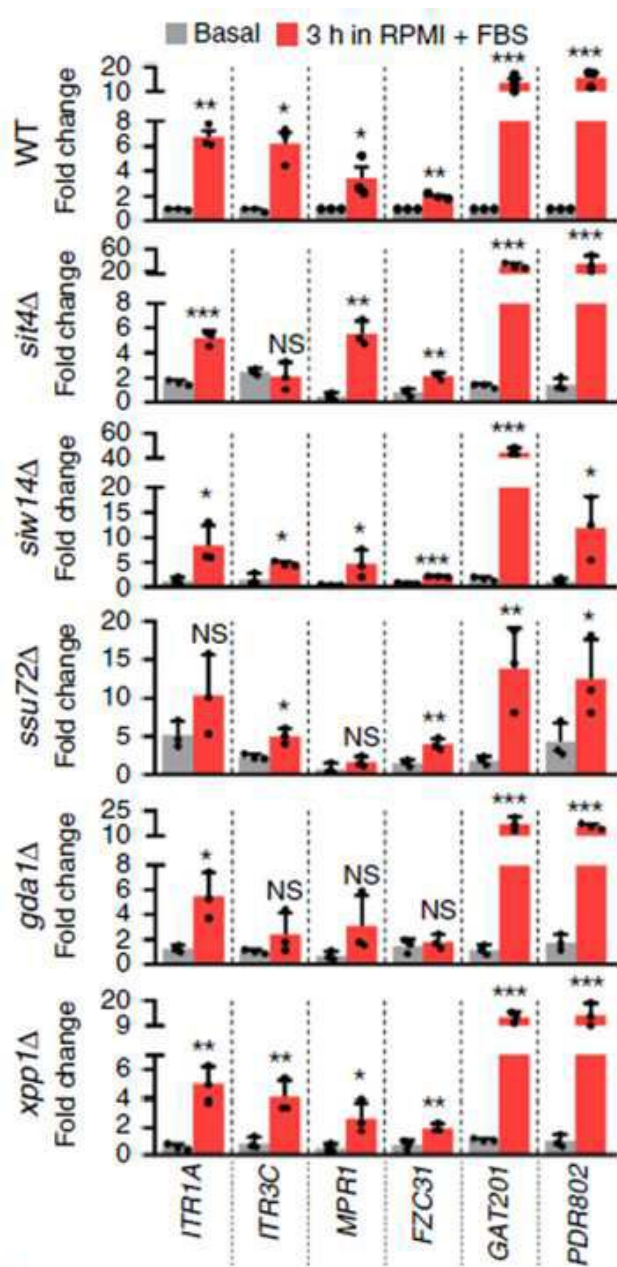 Basal 3 h in RPMI + FBS
WT
Fold change
20
10
8
6
4
2
0
** * * ** *** ***
sit4Δ
Fold change
60
20
8
6
4
2
0
*** NS ** ** *** ***
siw14Δ
Fold change
60
40
20
15
10
5
0
* * * *** *** *
ssu72Δ
Fold change
20
15
10
5
0
NS * NS ** ** *
gda1Δ
Fold change
25
10
8
6
4
2
0
* NS NS NS *** ***
xpp1Δ
Fold change
20
9
6
4
2
0
** ** * ** *** ***
ITR1A
ITR3C
MPR1
FZC31
GAT201
PDR802